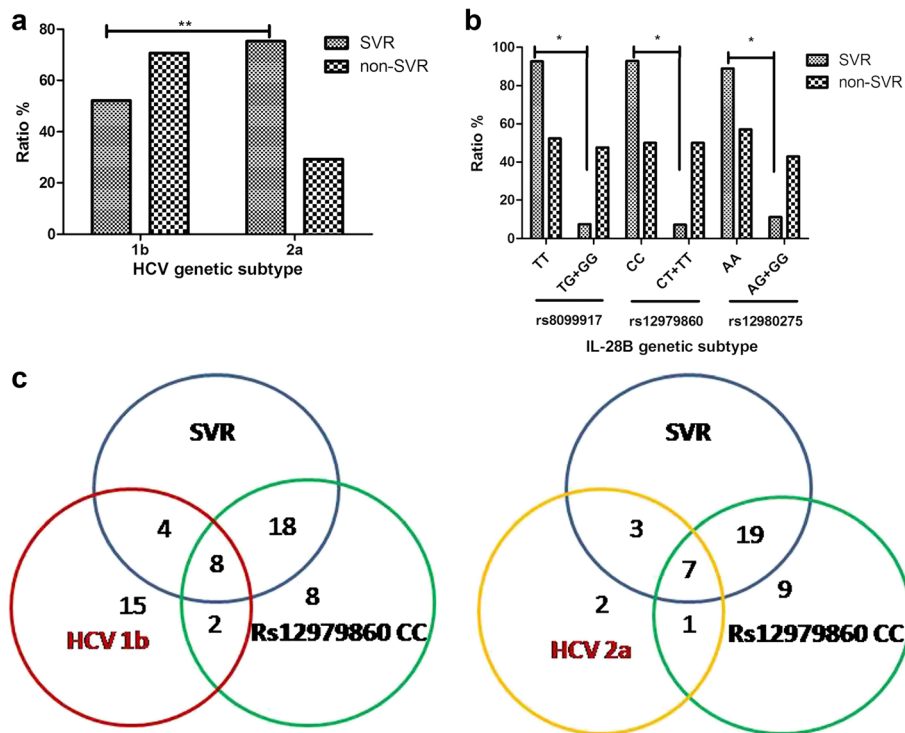 a
**
80
60
40
20
0
Ratio %
SVR
non-SVR
1b
2a
HCV genetic subtype
b
*
*
*
100
80
60
40
20
0
Ratio %
SVR
non-SVR
TT
TG+GG
CC
CT+TT
AA
AG+GG
rs8099917
rs12979860
rs12980275
IL-28B genetic subtype
c
SVR
4
18
8
15
2
8
HCV 1b
Rs12979860 CC
SVR
3
19
7
2
1
9
HCV 2a
Rs12979860 CC